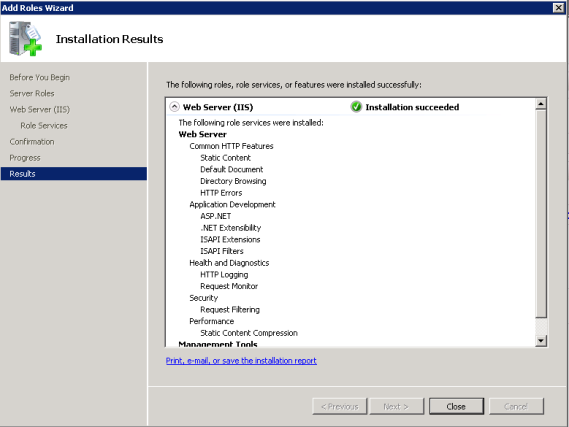 Add Roles Wizard
Installation Results
Before You Begin
Server Roles
Web Server (IIS)
Role Services
Confirmation
Progress
Results
The following roles, role services, or features were installed successfully:
Web Server (IIS) Installation succeeded
The following role services were installed:
Web Server
Common HTTP Features
Static Content
Default Document
Directory Browsing
HTTP Errors
Application Development
ASP.NET
.NET Extensibility
ISAPI Extensions
ISAPI Filters
Health and Diagnostics
HTTP Logging
Request Monitor
Security
Request Filtering
Performance
Static Content Compression
Management Tools
Print, e-mail, or save the installation report
< Previous Next > Close Cancel